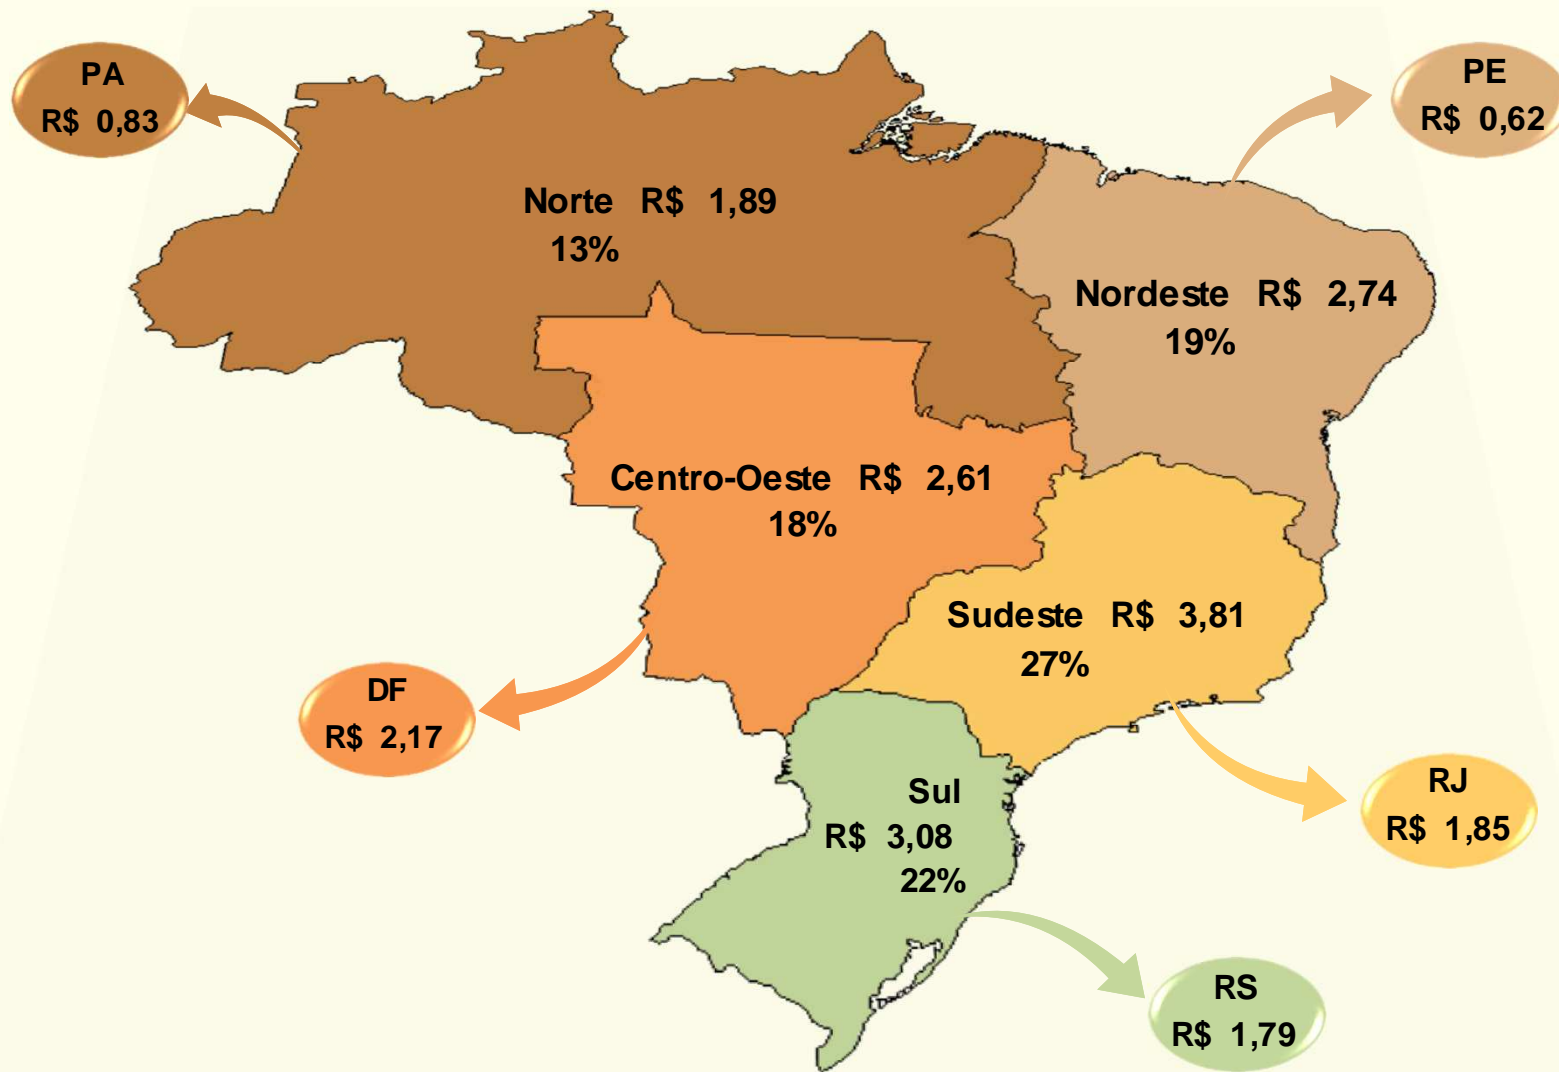 PA
R$ 0,83
PE
R$ 0,62
Norte R$ 1,89
13%
Nordeste R$ 2,74
19%
Centro-Oeste R$ 2,61
18%
Sudeste R$ 3,81
27%
DF
R$ 2,17
Sul
R$ 3,08
22%
RJ
R$ 1,85
RS
R$ 1,79